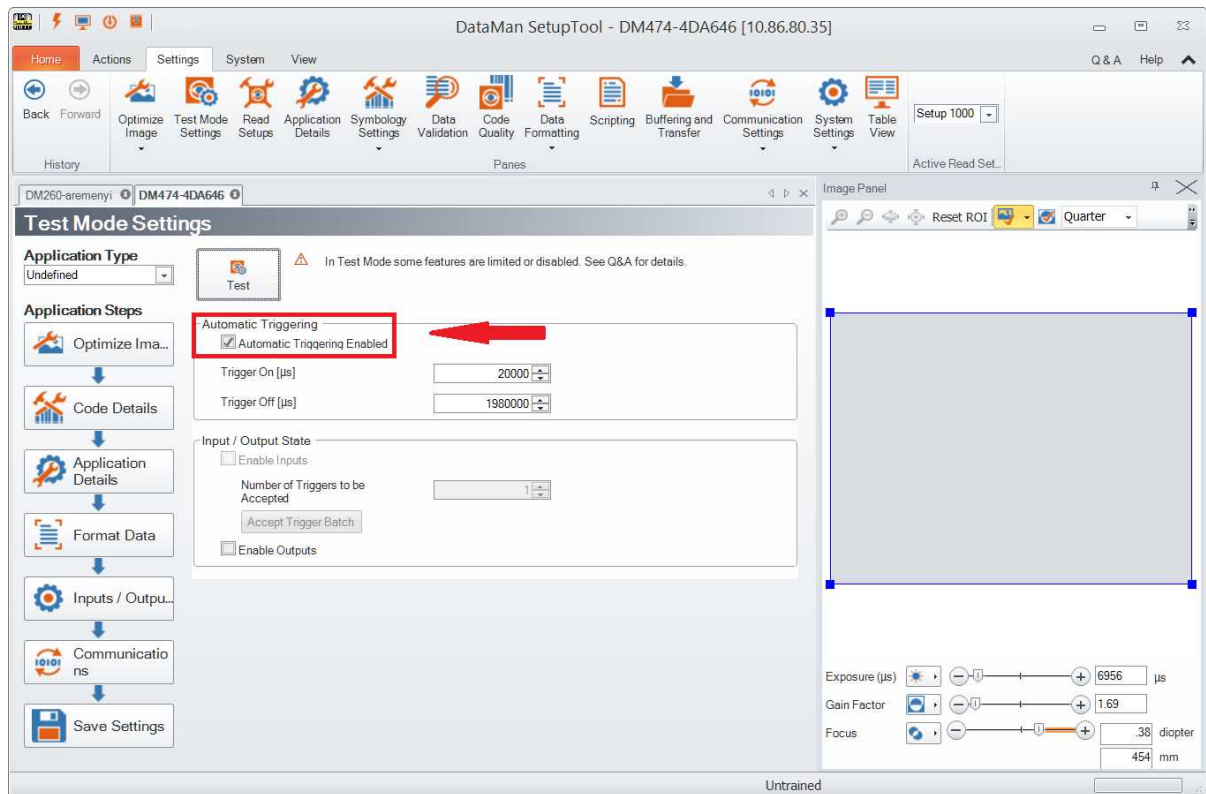 DataMan SetupTool - DM474-4DA646 [10.86.80.35]
Home Actions Settings System View Q & A Help
Back Forward
Optimize Image
Test Mode Settings
Read Setups
Application Details
Symbology Settings
Data Validation
Code Quality
Data Formatting
Scripting
Buffering and Transfer
Communication Settings
System Settings
Table View
Setup 1000
History Panes Active Read Set...
DM260-aremenyi DM474-4DA646
Test Mode Settings
Application Type
Undefined
Application Steps
Optimize Ima...
Code Details
Application
Details
Format Data
Inputs / Outpu...
Communicatio
ns
Save Settings
Test
In Test Mode some features are limited or disabled. See Q&A for details.
Automatic Triggering
Automatic Triggering Enabled
Trigger On [µs] 20000
Trigger Off [µs] 1980000
Input / Output State
Enable Inputs
Number of Triggers to be
Accepted
1
Accept Trigger Batch
Enable Outputs
Image Panel
Reset ROI Quarter
Exposure (µs) 6956 µs
Gain Factor 1.69
Focus .38 diopter
454 mm
Untrained